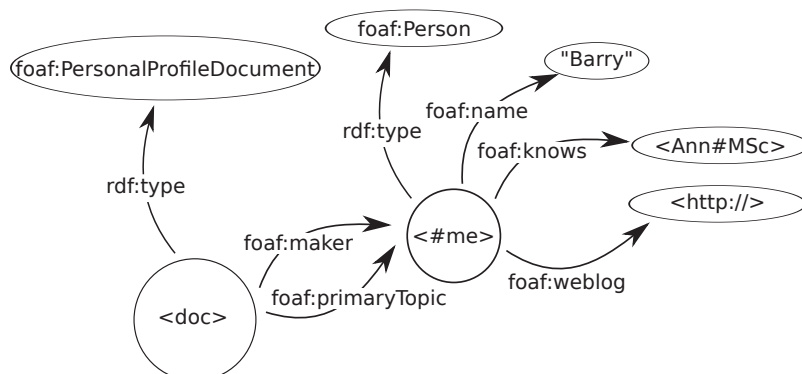 foaf:Person
foaf:PersonalProfileDocument
"Barry"
foaf:name
rdf:type
foaf:knows
<Ann#MSc>
rdf:type
<http://>
<#me>
foaf:maker
foaf:weblog
foaf:primaryTopic
<doc>